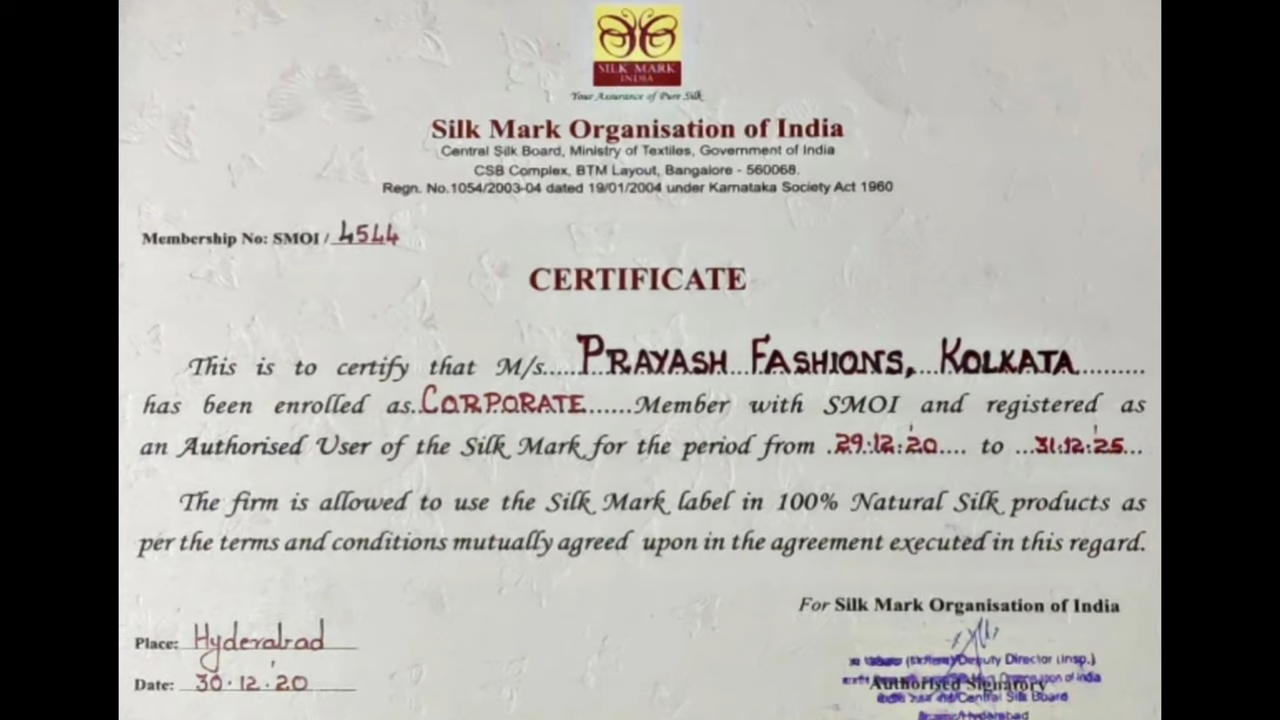 SILK MARK
INDIA
Your Assurance of Pure Silk
Silk Mark Organisation of India
Central Silk Board, Ministry of Textiles, Government of India
CSB Complex, BTM Layout, Bangalore - 560068.
Regn. No.1054/2003-04 dated 19/01/2004 under Karnataka Society Act 1960
Membership No: SMOI / 4544
CERTIFICATE
This is to certify that M/s.....PRAYASH...FASHIONS,...KOLKATA..........
has been enrolled as..CORPORATE......Member with SMOI and registered as
an Authorised User of the Silk Mark for the period from .29.12.20.... to ...31.12.25...
The firm is allowed to use the Silk Mark label in 100% Natural Silk products as
per the terms and conditions mutually agreed upon in the agreement executed in this regard.
For Silk Mark Organisation of India
Place: Hyderabad
Date: 30.12.20
Deputy Director (Insp.)
Authorised Signatory
of India
Central Silk Board
Hyderabad